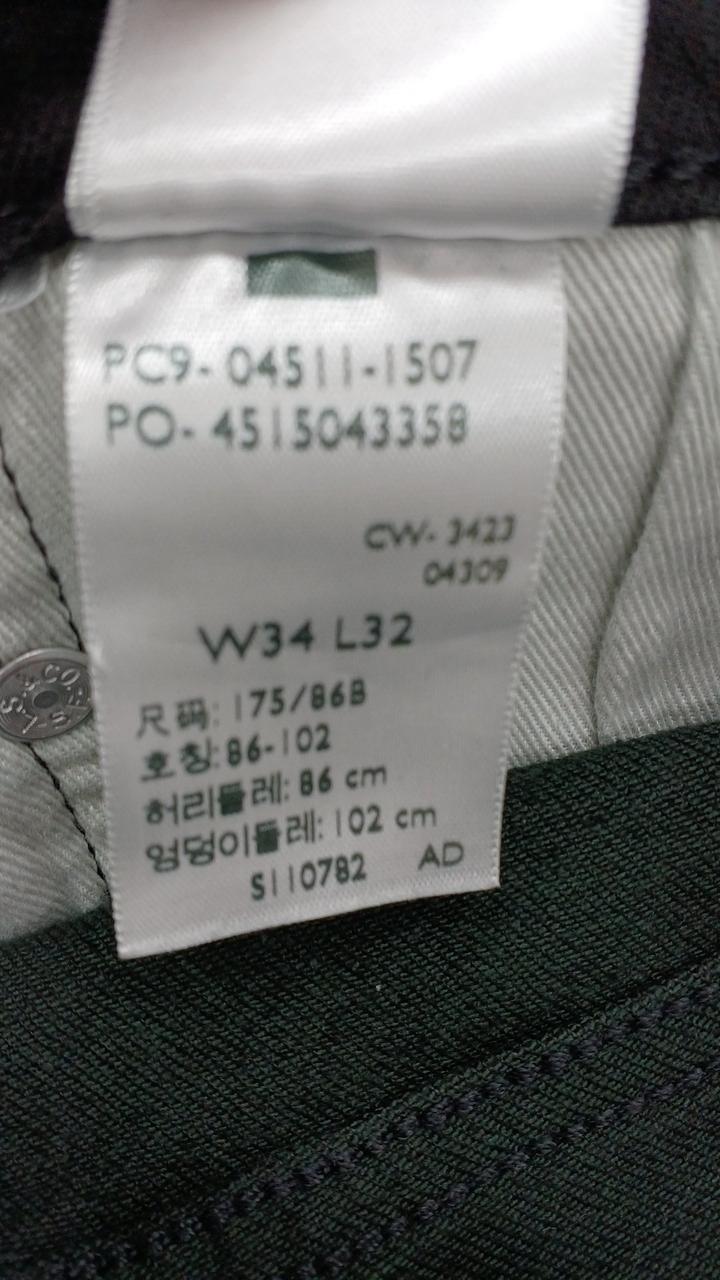 PC9- 04511-1507
PO- 4515043358
CW- 3423
04309
W34 L32
尺码: 175/86B
호칭: 86-102
허리둘레: 86 cm
엉덩이둘레: 102 cm
S110782 AD
S.&CO.
L.S.